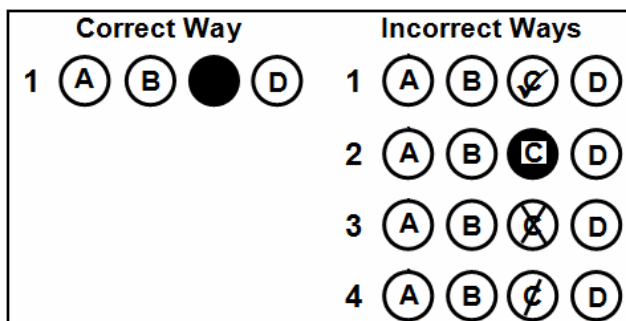 Correct Way
1 A B D
Incorrect Ways
1 A B C D
2 A B C D
3 A B C D
4 A B C D